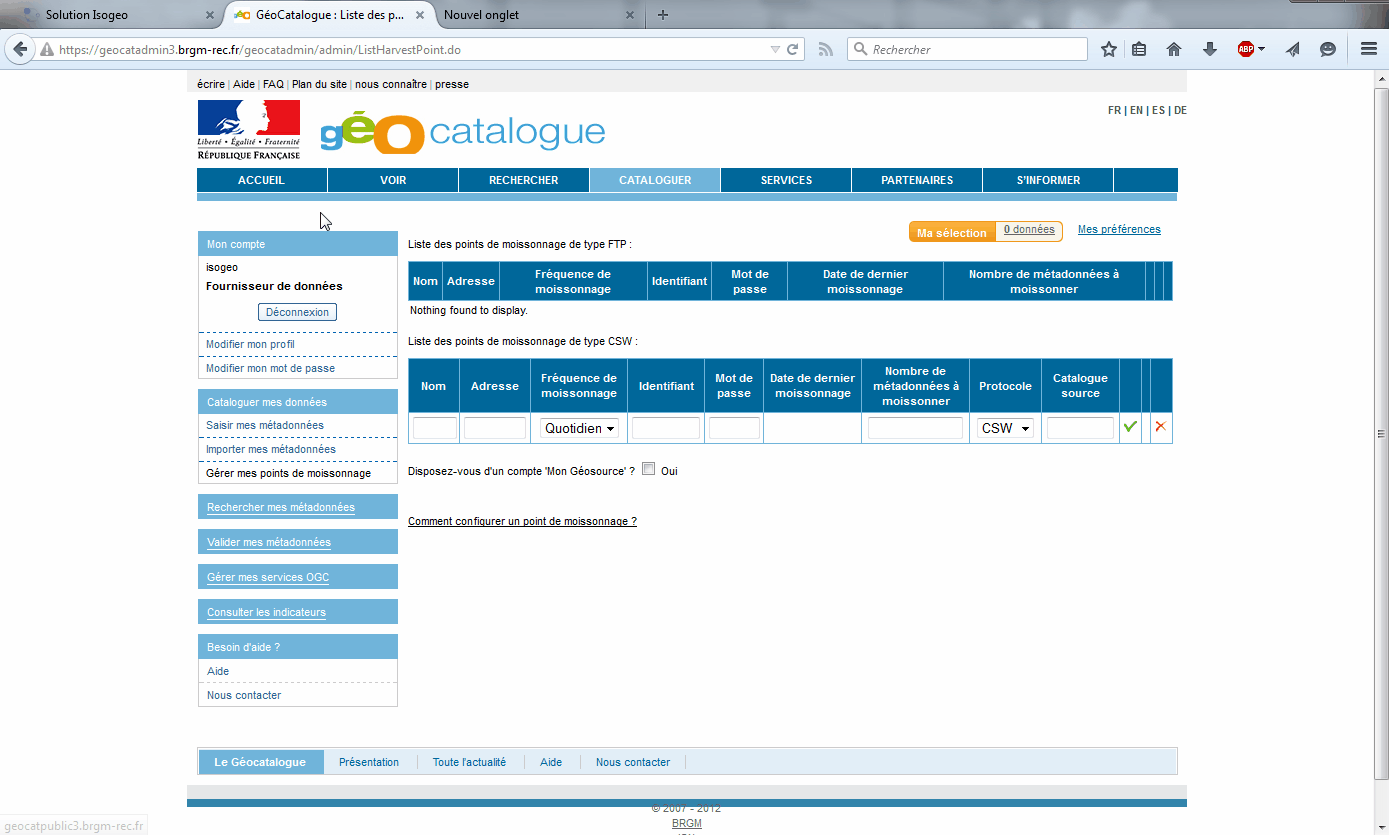 Solution Isogeo
GéoCatalogue : Liste des p...
Nouvel onglet
https://geocatadmin3.brgm-rec.fr/geocatadmin/admin/ListHarvestPoint.do
Rechercher
ABP
écrire | Aide | FAQ | Plan du site | nous connaître | presse
FR | EN | ES | DE
Liberté • Égalité • Fraternité
RÉPUBLIQUE FRANÇAISE
géocatalogue
ACCUEIL VOIR RECHERCHER CATALOGUER SERVICES PARTENAIRES S'INFORMER
Ma sélection 0 données Mes préférences
Mon compte
isogeo
Fournisseur de données
Déconnexion
Modifier mon profil
Modifier mon mot de passe
Cataloguer mes données
Saisir mes métadonnées
Importer mes métadonnées
Gérer mes points de moissonnage
Rechercher mes métadonnées
Valider mes métadonnées
Gérer mes services OGC
Consulter les indicateurs
Besoin d'aide ?
Aide
Nous contacter
Liste des points de moissonnage de type FTP :
Nom Adresse Fréquence de moissonnage Identifiant Mot de passe Date de dernier moissonnage Nombre de métadonnées à moissonner
Nothing found to display.
Liste des points de moissonnage de type CSW :
Nom Adresse Fréquence de moissonnage Identifiant Mot de passe Date de dernier moissonnage Nombre de métadonnées à moissonner Protocole Catalogue source
Quotidien CSW
Disposez-vous d'un compte 'Mon Géosource' ? Oui
Comment configurer un point de moissonnage ?
Le Géocatalogue Présentation Toute l'actualité Aide Nous contacter
© 2007 - 2012
BRGM
geocatpublic3.brgm-rec.fr